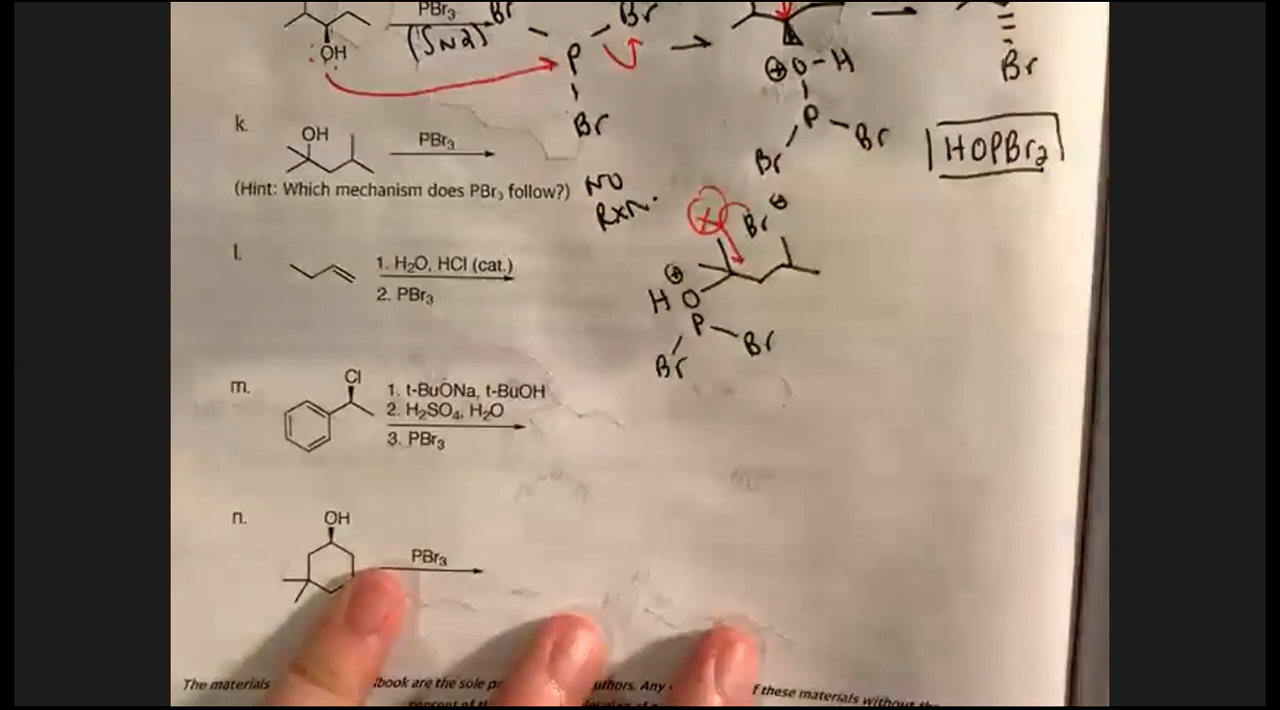 PBr3
Br
Br
OH
(SN2)
P
⊕ O-H
Br
Br
P
Br
Br
HOPBr2
k.
OH
PBr3
(Hint: Which mechanism does PBr3 follow?)
NO
Rxn.
X
Br ⊖
l.
1. H2O, HCl (cat.)
2. PBr3
⊕
H O
P
Br
Br
m.
Cl
1. t-BuONa, t-BuOH
2. H2SO4, H2O
3. PBr3
n.
OH
PBr3
The materials
book are the sole
uthors. Any
f these materials without
consent of